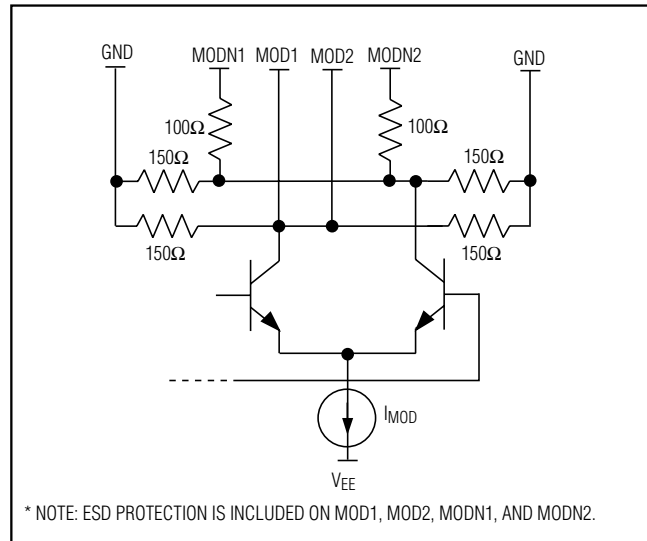 GND MODN1 MOD1 MOD2 MODN2 GND
100Ω 100Ω
150Ω 150Ω
150Ω 150Ω
IMOD
VEE
* NOTE: ESD PROTECTION IS INCLUDED ON MOD1, MOD2, MODN1, AND MODN2.